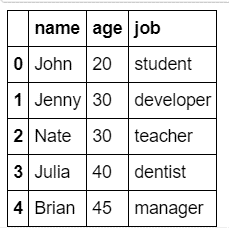 name age job
0 John 20 student
1 Jenny 30 developer
2 Nate 30 teacher
3 Julia 40 dentist
4 Brian 45 manager